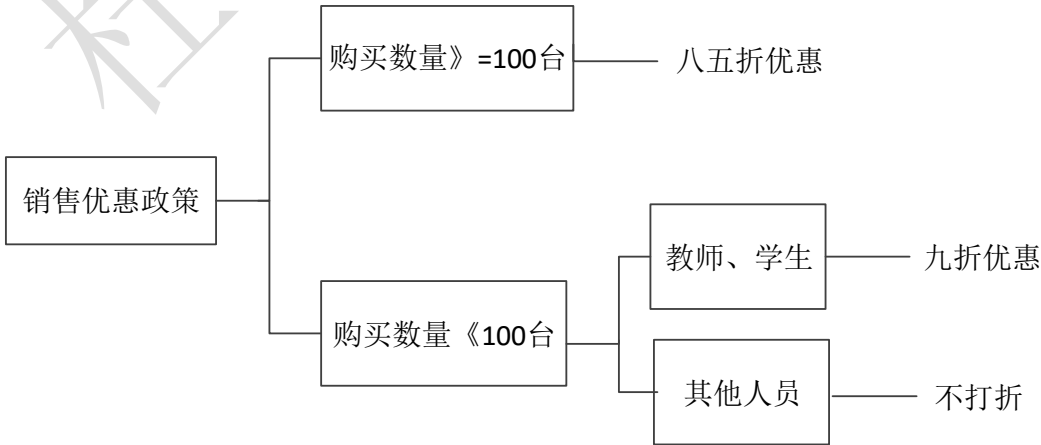 购买数量》=100台
八五折优惠
销售优惠政策
教师、学生
九折优惠
购买数量《100台
其他人员
不打折